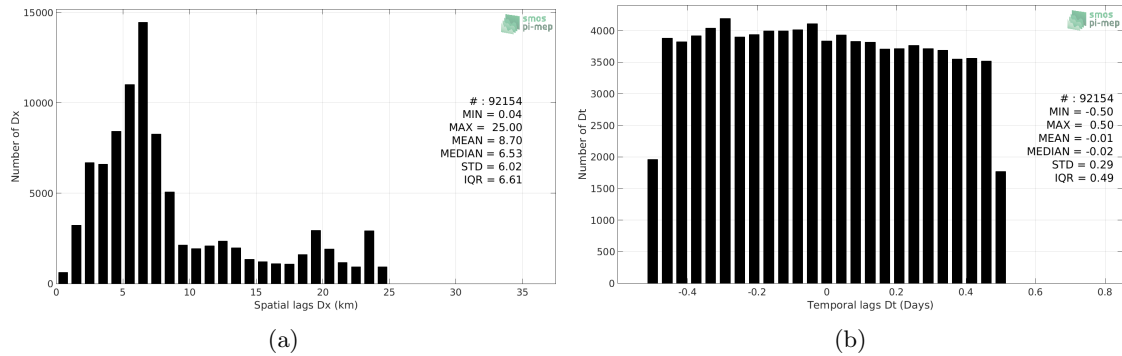 15000
10000
5000
0
0 5 10 15 20 25 30 35
Number of Dx
Spatial lags Dx (km)
smos
pi-mep
# : 92154
MIN = 0.04
MAX = 25.00
MEAN = 8.70
MEDIAN = 6.53
STD = 6.02
IQR = 6.61
(a)
4000
3500
3000
2500
2000
1500
1000
500
0
-0.4 -0.2 0 0.2 0.4 0.6 0.8
Number of Dt
Temporal lags Dt (Days)
smos
pi-mep
# : 92154
MIN = -0.50
MAX = 0.50
MEAN = -0.01
MEDIAN = -0.02
STD = 0.29
IQR = 0.49
(b)